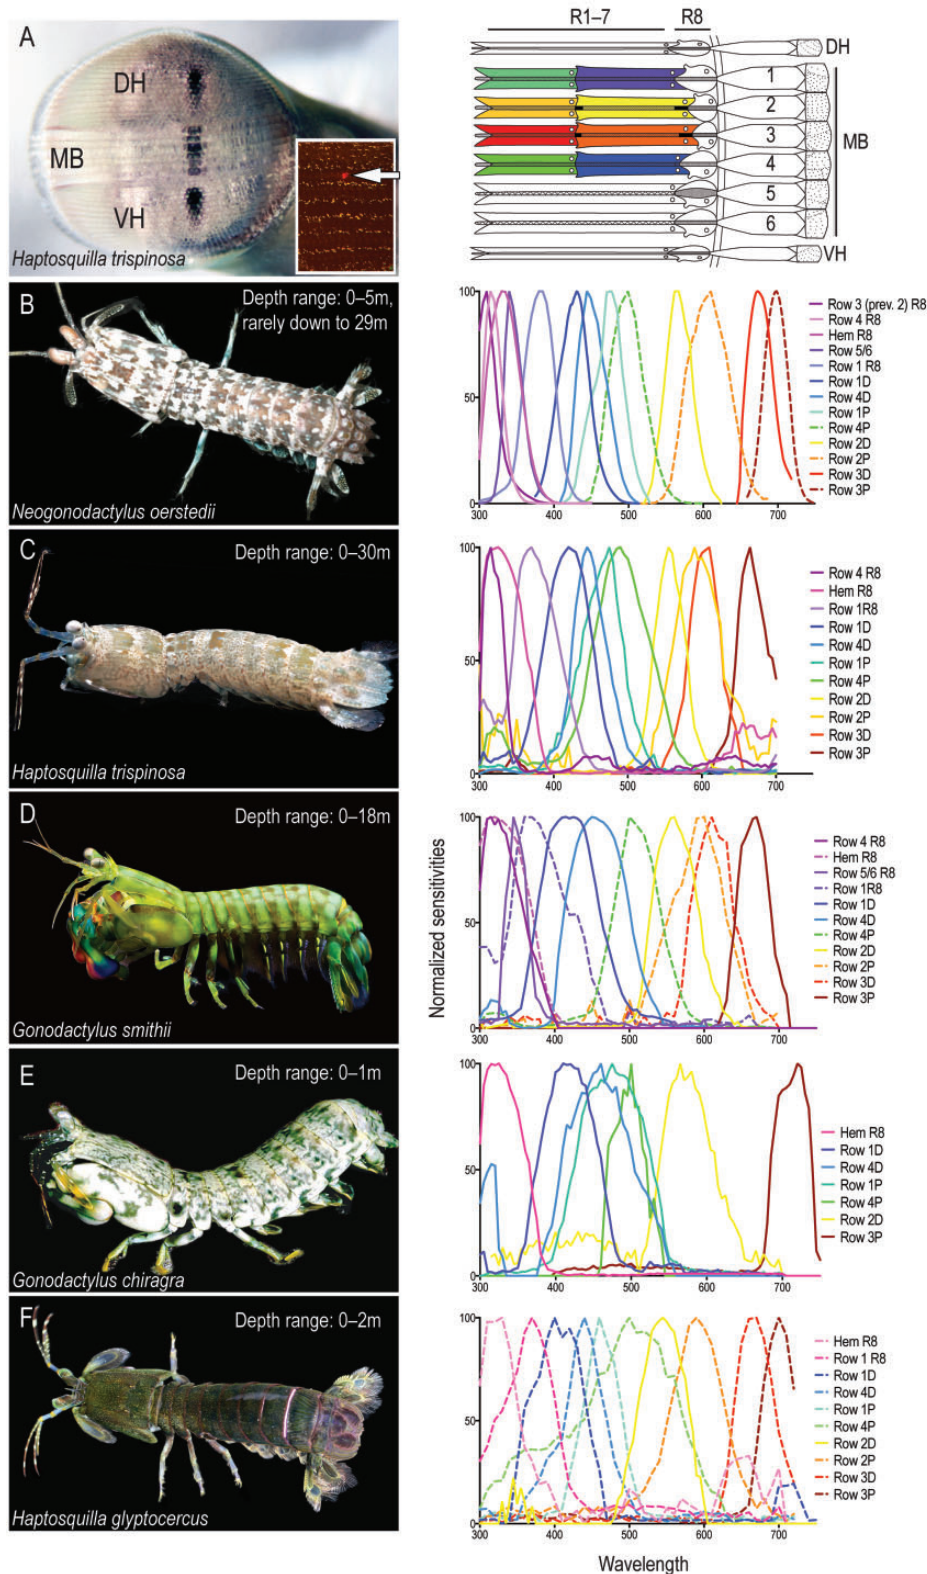 A
DH
MB
VH
Haptosquilla trispinosa
R1–7
R8
DH
1
2
3
4
5
6
MB
VH
B
Depth range: 0–5m,
rarely down to 29m
Neogonodactylus oerstedii
100
50
0
300
400
500
600
700
Row 3 (prev. 2) R8
Row 4 R8
Hem R8
Row 5/6
Row 1 R8
Row 1D
Row 4D
Row 1P
Row 4P
Row 2D
Row 2P
Row 3D
Row 3P
C
Depth range: 0–30m
Haptosquilla trispinosa
100
50
0
300
400
500
600
700
Row 4 R8
Hem R8
Row 1R8
Row 1D
Row 4D
Row 1P
Row 4P
Row 2D
Row 2P
Row 3D
Row 3P
D
Depth range: 0–18m
Gonodactylus smithii
Normalized sensitivities
100
50
0
300
400
500
600
700
Row 4 R8
Hem R8
Row 5/6 R8
Row 1R8
Row 1D
Row 4D
Row 4P
Row 2D
Row 2P
Row 3D
Row 3P
E
Depth range: 0–1m
Gonodactylus chiragra
100
50
0
300
400
500
600
700
Hem R8
Row 1D
Row 4D
Row 1P
Row 4P
Row 2D
Row 3P
F
Depth range: 0–2m
Haptosquilla glyptocercus
100
50
0
300
400
500
600
700
Hem R8
Row 1 R8
Row 1D
Row 4D
Row 1P
Row 4P
Row 2D
Row 2P
Row 3D
Row 3P
Wavelength